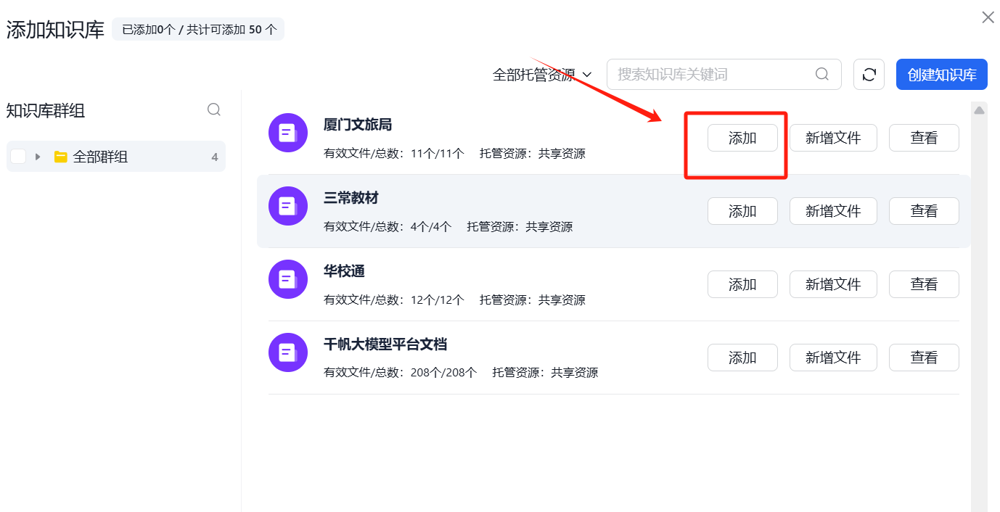 添加知识库 已添加0个 / 共计可添加 50 个
全部托管资源 搜索知识库关键词 创建知识库
知识库群组
全部群组 4
厦门文旅局
有效文件/总数：11个/11个 托管资源：共享资源
添加 新增文件 查看
三常教材
有效文件/总数：4个/4个 托管资源：共享资源
添加 新增文件 查看
华校通
有效文件/总数：12个/12个 托管资源：共享资源
添加 新增文件 查看
千帆大模型平台文档
有效文件/总数：208个/208个 托管资源：共享资源
添加 新增文件 查看